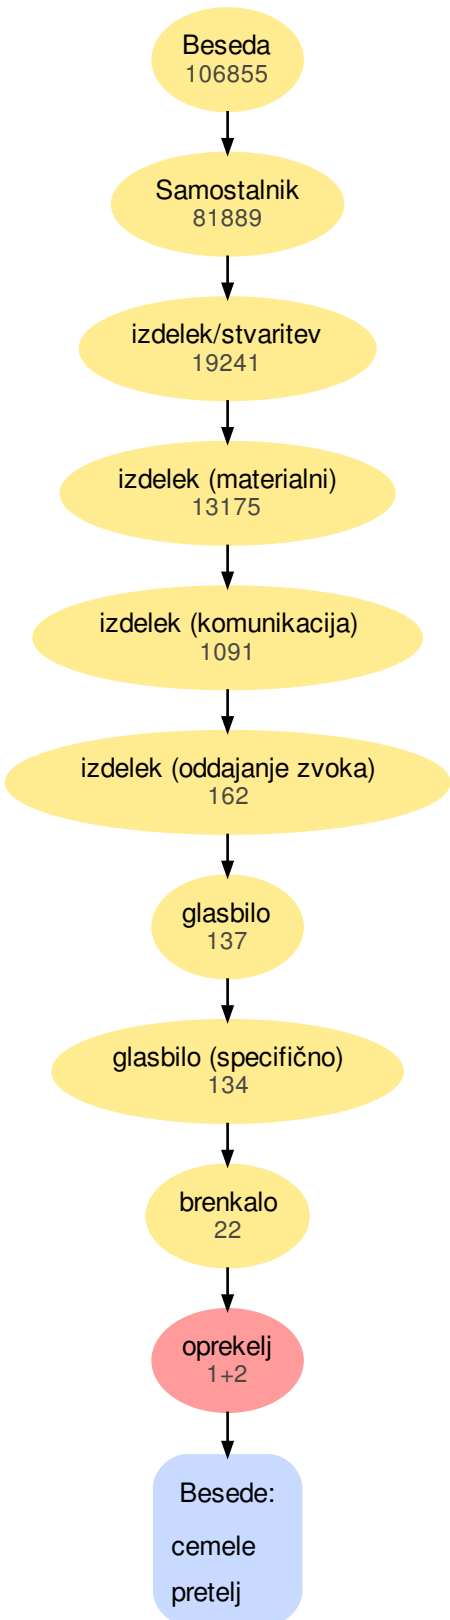 Beseda
106855
Samostalnik
81889
izdelek/stvaritev
19241
izdelek (materialni)
13175
izdelek (komunikacija)
1091
izdelek (oddajanje zvoka)
162
glasbilo
137
glasbilo (specifično)
134
brenkalo
22
oprekelj
1+2
Besede:
cemele
pretelj